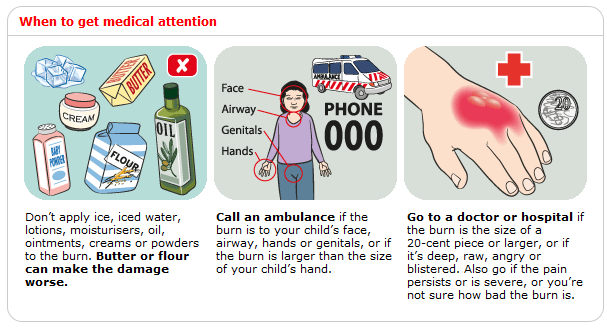 When to get medical attention
BUTTER
BUTTER
CREAM
OIL
BABY
POWDER
FLOUR
Don't apply ice, iced water,
lotions, moisturisers, oil,
ointments, creams or powders
to the burn. Butter or flour
can make the damage
worse.
AMBULANCE
Face
Airway
Genitals
Hands
PHONE
000
Call an ambulance if the
burn is to your child's face,
airway, hands or genitals, or if
the burn is larger than the size
of your child's hand.
20
Go to a doctor or hospital if
the burn is the size of a
20-cent piece or larger, or if
it's deep, raw, angry or
blistered. Also go if the pain
persists or is severe, or you're
not sure how bad the burn is.